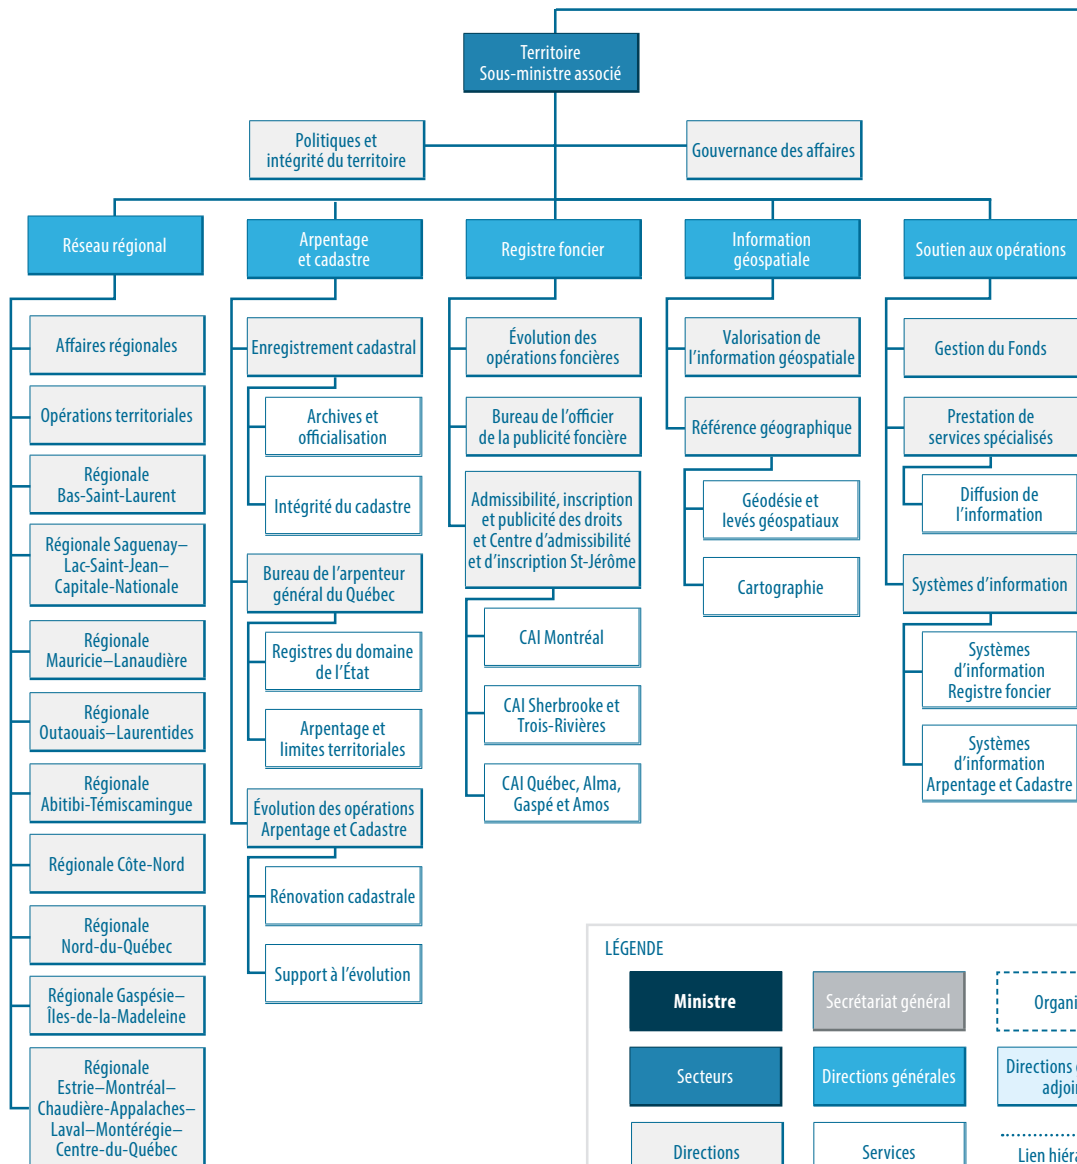 Territoire
Sous-ministre associé
Politiques et
intégrité du territoire
Gouvernance des affaires
Réseau régional
Affaires régionales
Opérations territoriales
Régionale
Bas-Saint-Laurent
Régionale Saguenay–
Lac-Saint-Jean–
Capitale-Nationale
Régionale
Mauricie–Lanaudière
Régionale
Outaouais–Laurentides
Régionale
Abitibi-Témiscamingue
Régionale Côte-Nord
Régionale
Nord-du-Québec
Régionale Gaspésie–
Îles-de-la-Madeleine
Régionale
Estrie–Montréal–
Chaudière-Appalaches–
Laval–Montérégie–
Centre-du-Québec
Arpentage
et cadastre
Enregistrement cadastral
Archives et
officialisation
Intégrité du cadastre
Bureau de l'arpenteur
général du Québec
Registres du domaine
de l'État
Arpentage et
limites territoriales
Évolution des opérations
Arpentage et Cadastre
Rénovation cadastrale
Support à l'évolution
Registre foncier
Évolution des
opérations foncières
Bureau de l'officier
de la publicité foncière
Admissibilité, inscription
et publicité des droits
et Centre d'admissibilité
et d'inscription St-Jérôme
CAI Montréal
CAI Sherbrooke et
Trois-Rivières
CAI Québec, Alma,
Gaspé et Amos
Information
géospatiale
Valorisation de
l'information géospatiale
Référence géographique
Géodésie et
levés géospatiaux
Cartographie
Soutien aux opérations
Gestion du Fonds
Prestation de
services spécialisés
Diffusion de
l'information
Systèmes d'information
Systèmes
d'information
Registre foncier
Systèmes
d'information
Arpentage et Cadastre
LÉGENDE
Ministre
Secrétariat général
Organi
Secteurs
Directions générales
Directions
adjoi
Directions
Services
Lien hiéra